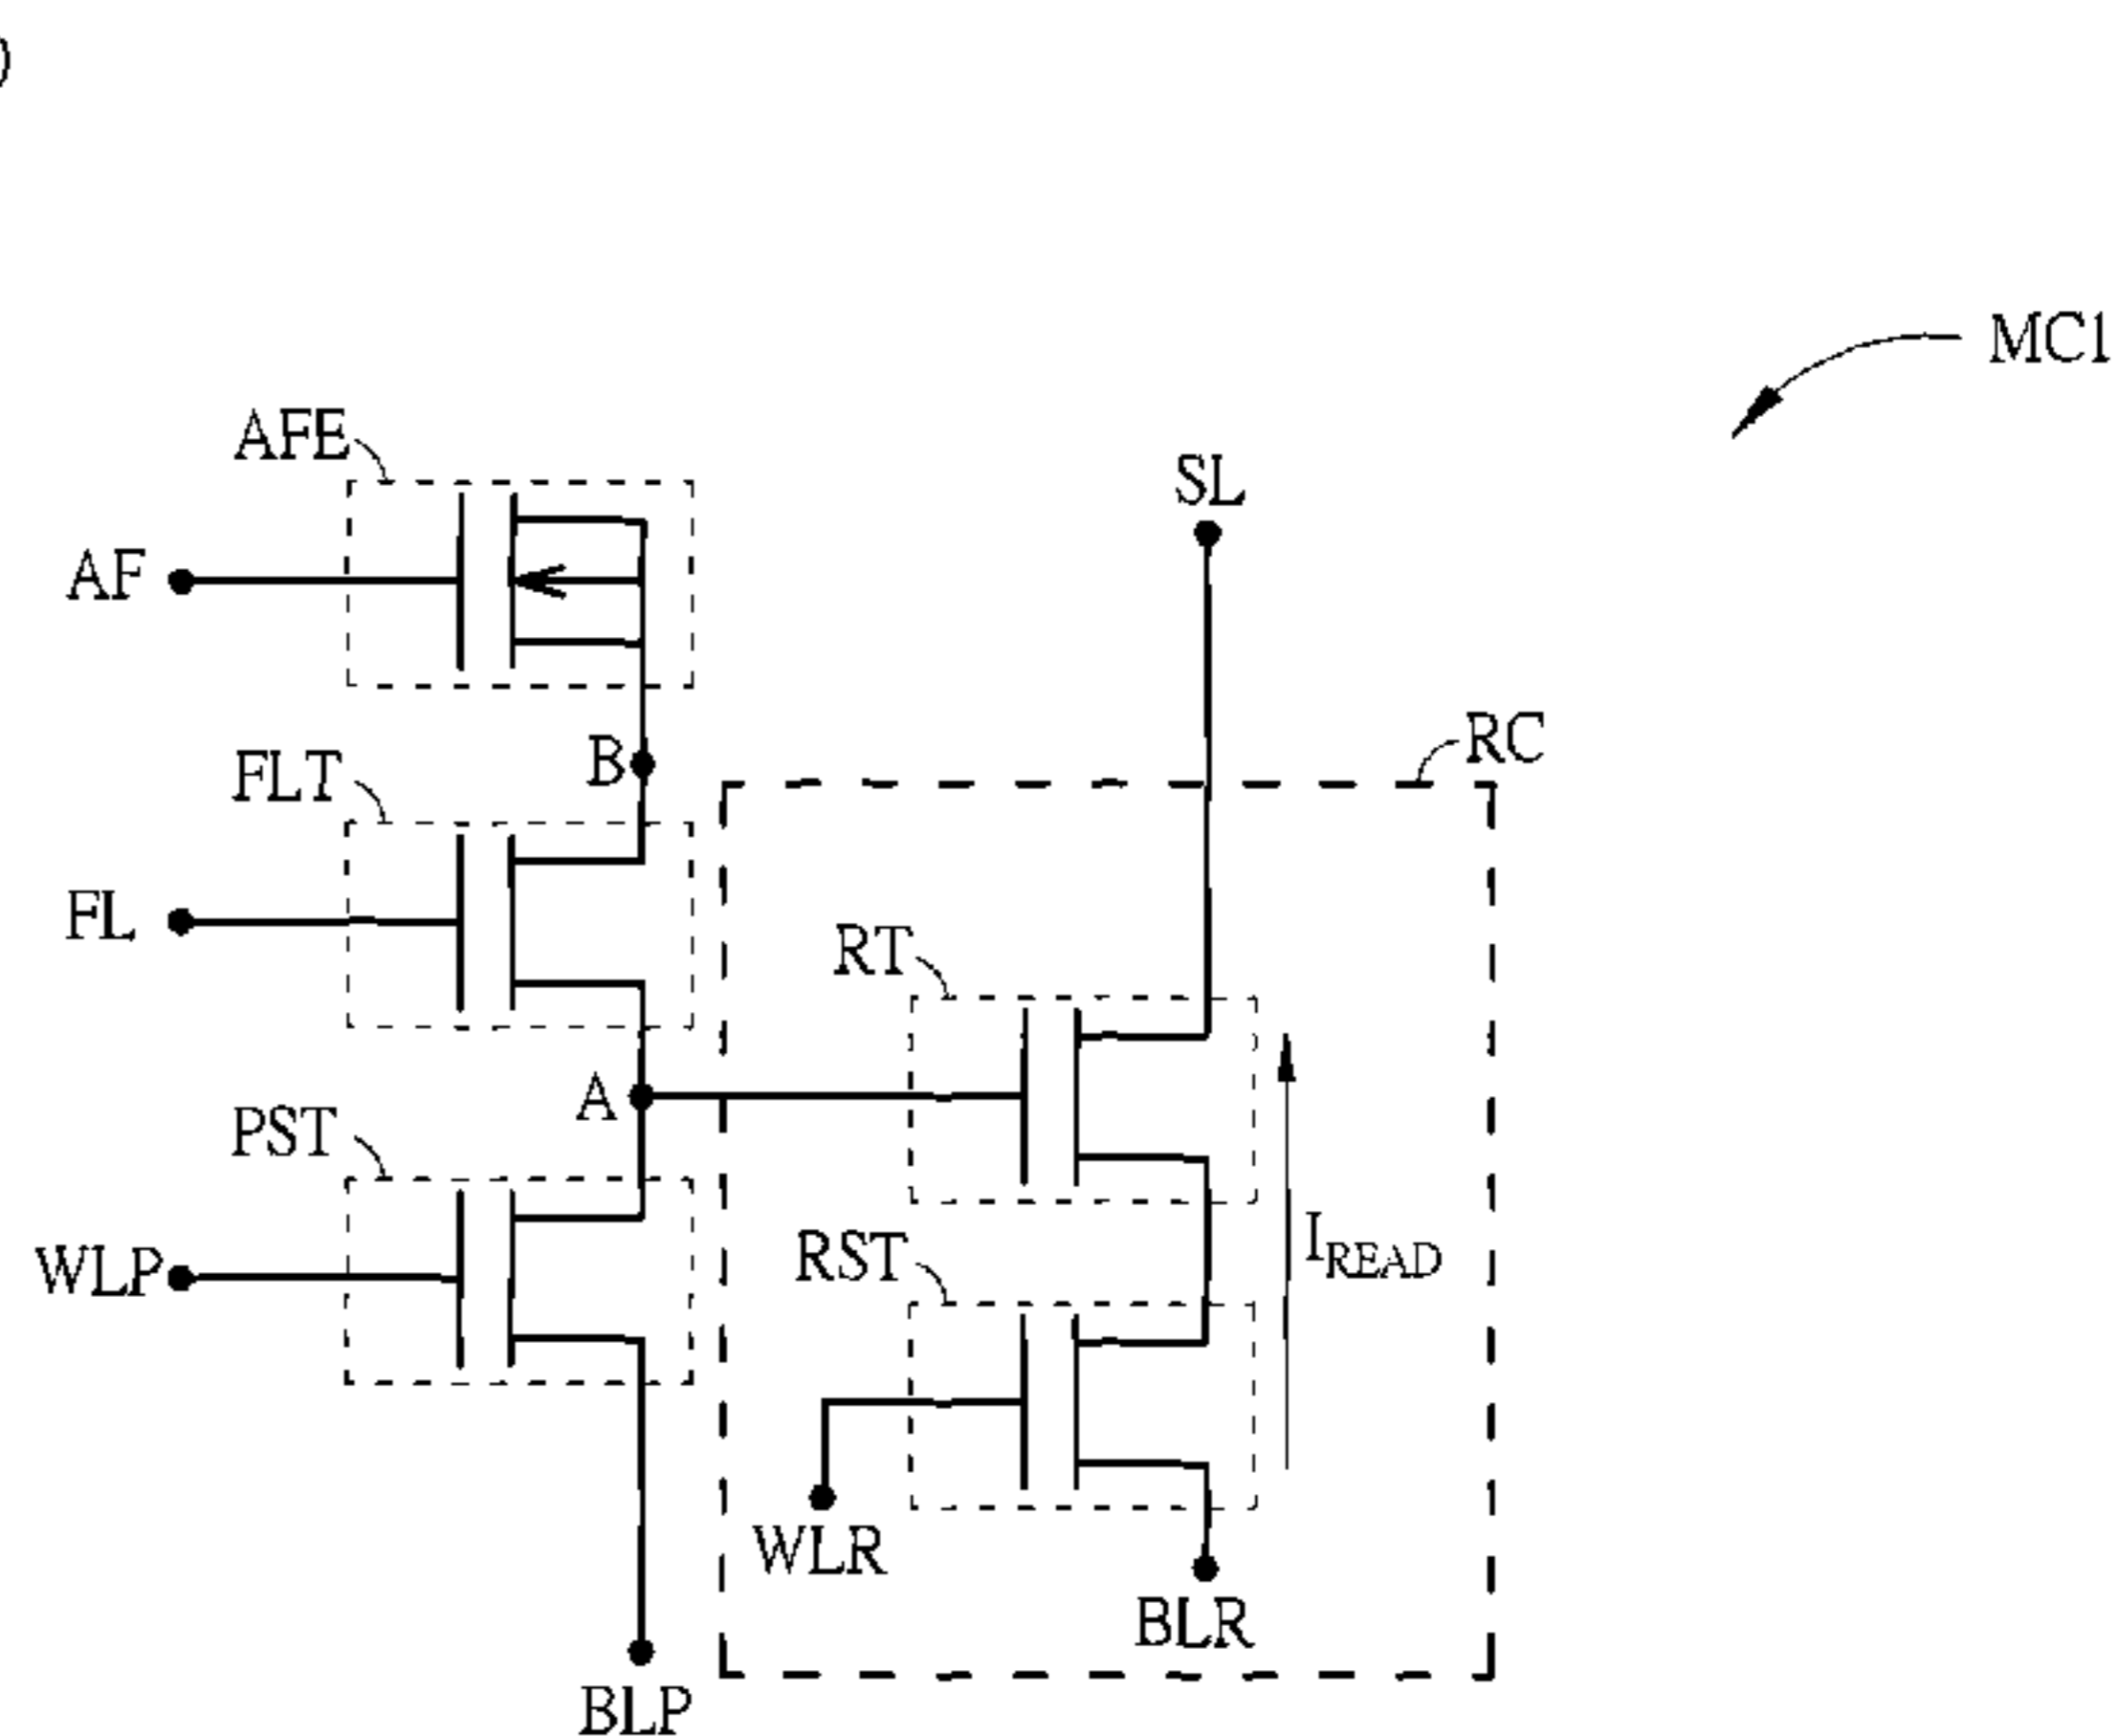 MC1
AFE
SL
AF
RC
FLT
B
FL
RT
A
PST
WLP
RST
I_READ
WLR
BLR
BLP